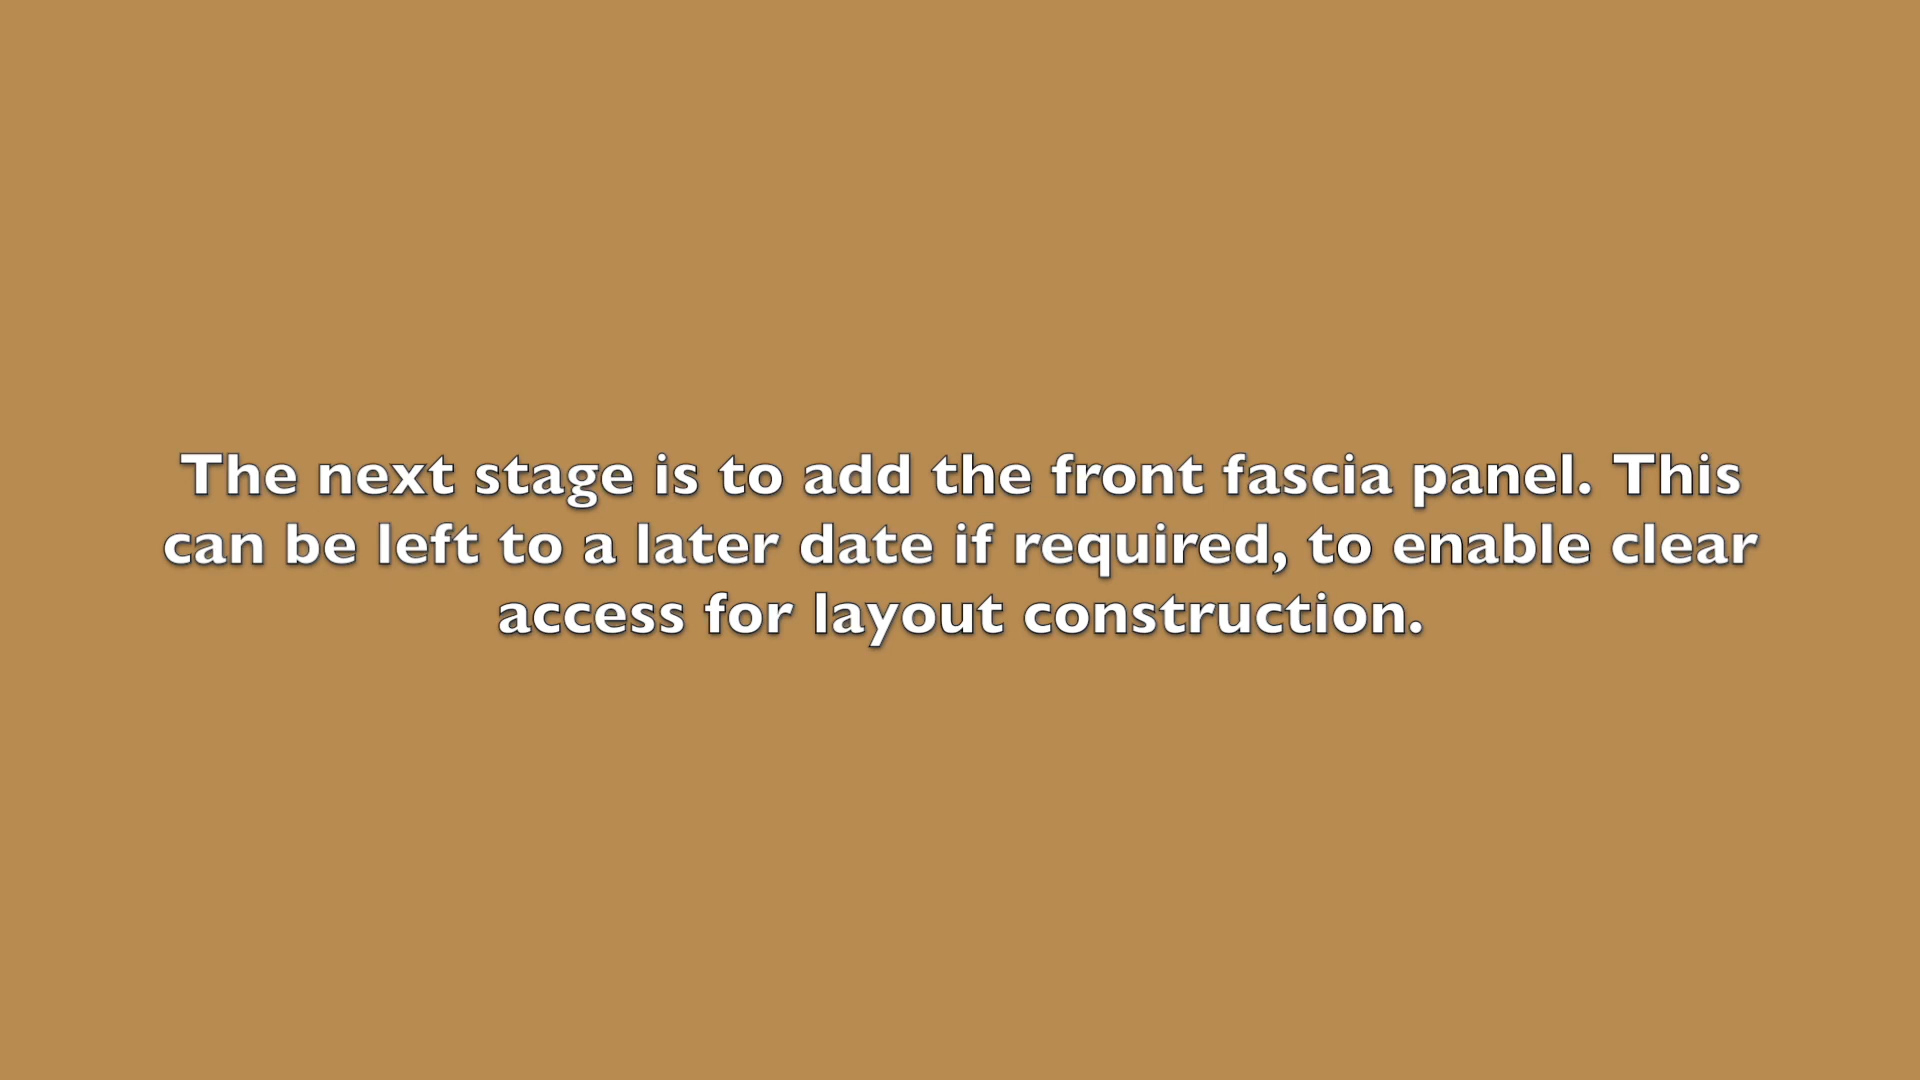 The next stage is to add the front fascia panel. This
can be left to a later date if required, to enable clear
access for layout construction.